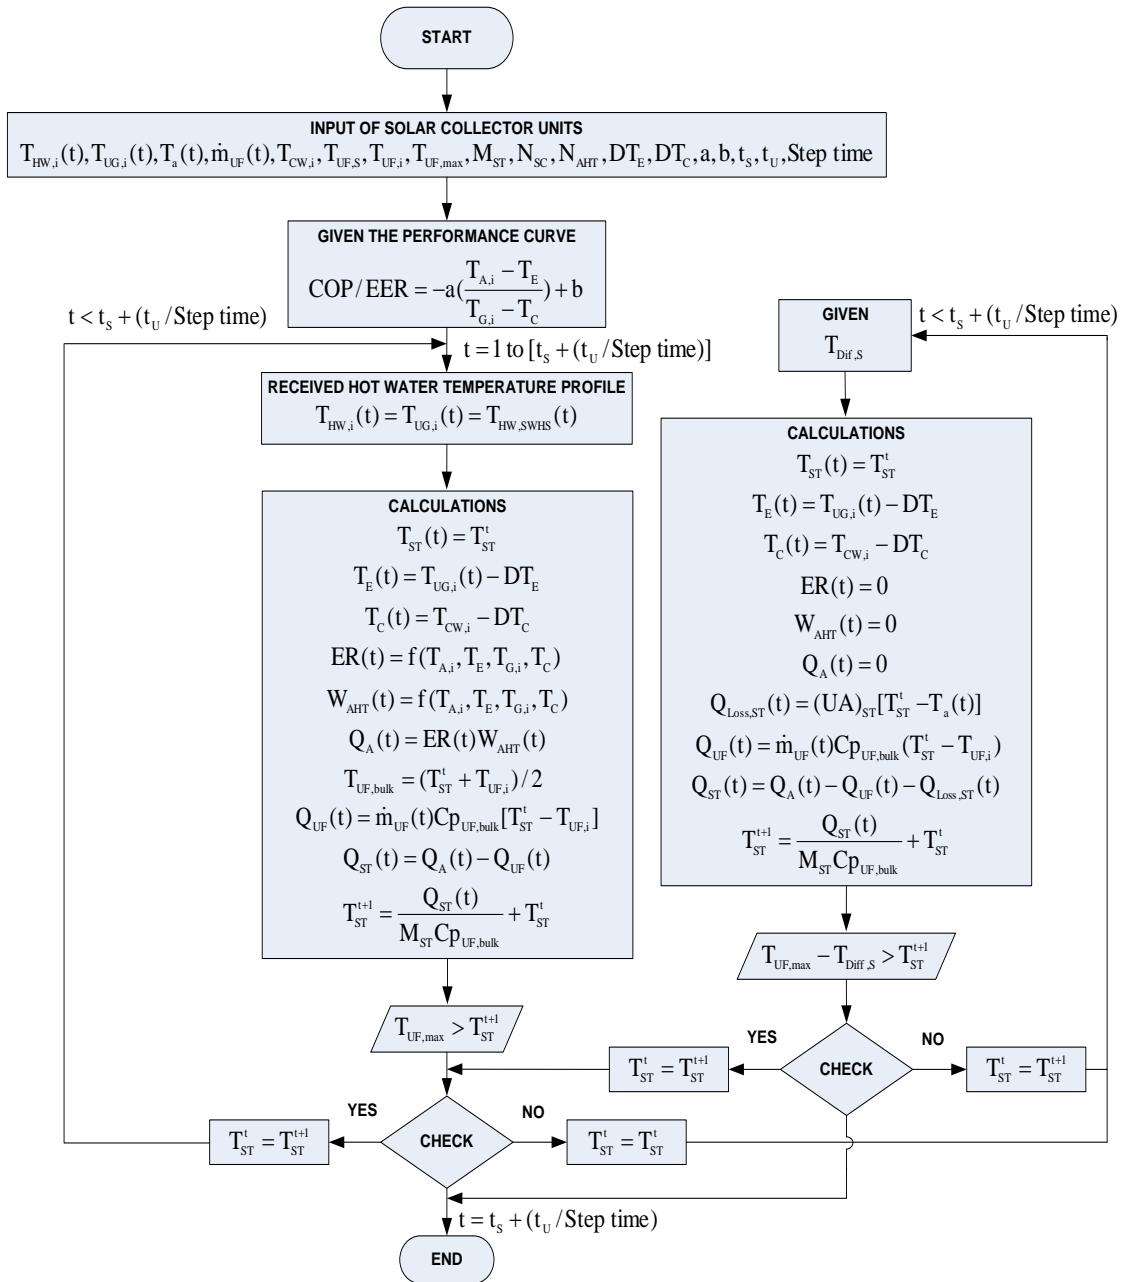 START
INPUT OF SOLAR COLLECTOR UNITS
T_HW,i(t),T_UG,i(t),T_a(t),ṁ_UF(t),T_CW,i,T_UF,S,T_UF,i,T_UF,max,M_ST,N_SC,N_AHT,DT_E,DT_C,a,b,t_S,t_U,Step time
GIVEN THE PERFORMANCE CURVE
COP/EER = −a((T_A,i − T_E)/(T_G,i − T_C)) + b
t < t_S + (t_U/Step time)
t = 1 to [t_S + (t_U/Step time)]
RECEIVED HOT WATER TEMPERATURE PROFILE
T_HW,i(t) = T_UG,i(t) = T_HW,SWHS(t)
CALCULATIONS
T_ST(t) = T_ST^t
T_E(t) = T_UG,i(t) − DT_E
T_C(t) = T_CW,i − DT_C
ER(t) = f(T_A,i, T_E, T_G,i, T_C)
W_AHT(t) = f(T_A,i, T_E, T_G,i, T_C)
Q_A(t) = ER(t)W_AHT(t)
T_UF,bulk = (T_ST^t + T_UF,i)/2
Q_UF(t) = ṁ_UF(t)Cp_UF,bulk[T_ST^t − T_UF,i]
Q_ST(t) = Q_A(t) − Q_UF(t)
T_ST^t+1 = Q_ST(t)/(M_ST Cp_UF,bulk) + T_ST^t
T_UF,max > T_ST^t+1
YES
CHECK
NO
T_ST^t = T_ST^t+1
T_ST^t = T_ST^t
GIVEN
T_Dif,S
t < t_S + (t_U/Step time)
CALCULATIONS
T_ST(t) = T_ST^t
T_E(t) = T_UG,i(t) − DT_E
T_C(t) = T_CW,i − DT_C
ER(t) = 0
W_AHT(t) = 0
Q_A(t) = 0
Q_Loss,ST(t) = (UA)_ST[T_ST^t − T_a(t)]
Q_UF(t) = ṁ_UF(t)Cp_UF,bulk(T_ST^t − T_UF,i)
Q_ST(t) = Q_A(t) − Q_UF(t) − Q_Loss,ST(t)
T_ST^t+1 = Q_ST(t)/(M_ST Cp_UF,bulk) + T_ST^t
T_UF,max − T_Diff,S > T_ST^t+1
YES
CHECK
NO
T_ST^t = T_ST^t+1
T_ST^t = T_ST^t+1
t = t_S + (t_U/Step time)
END